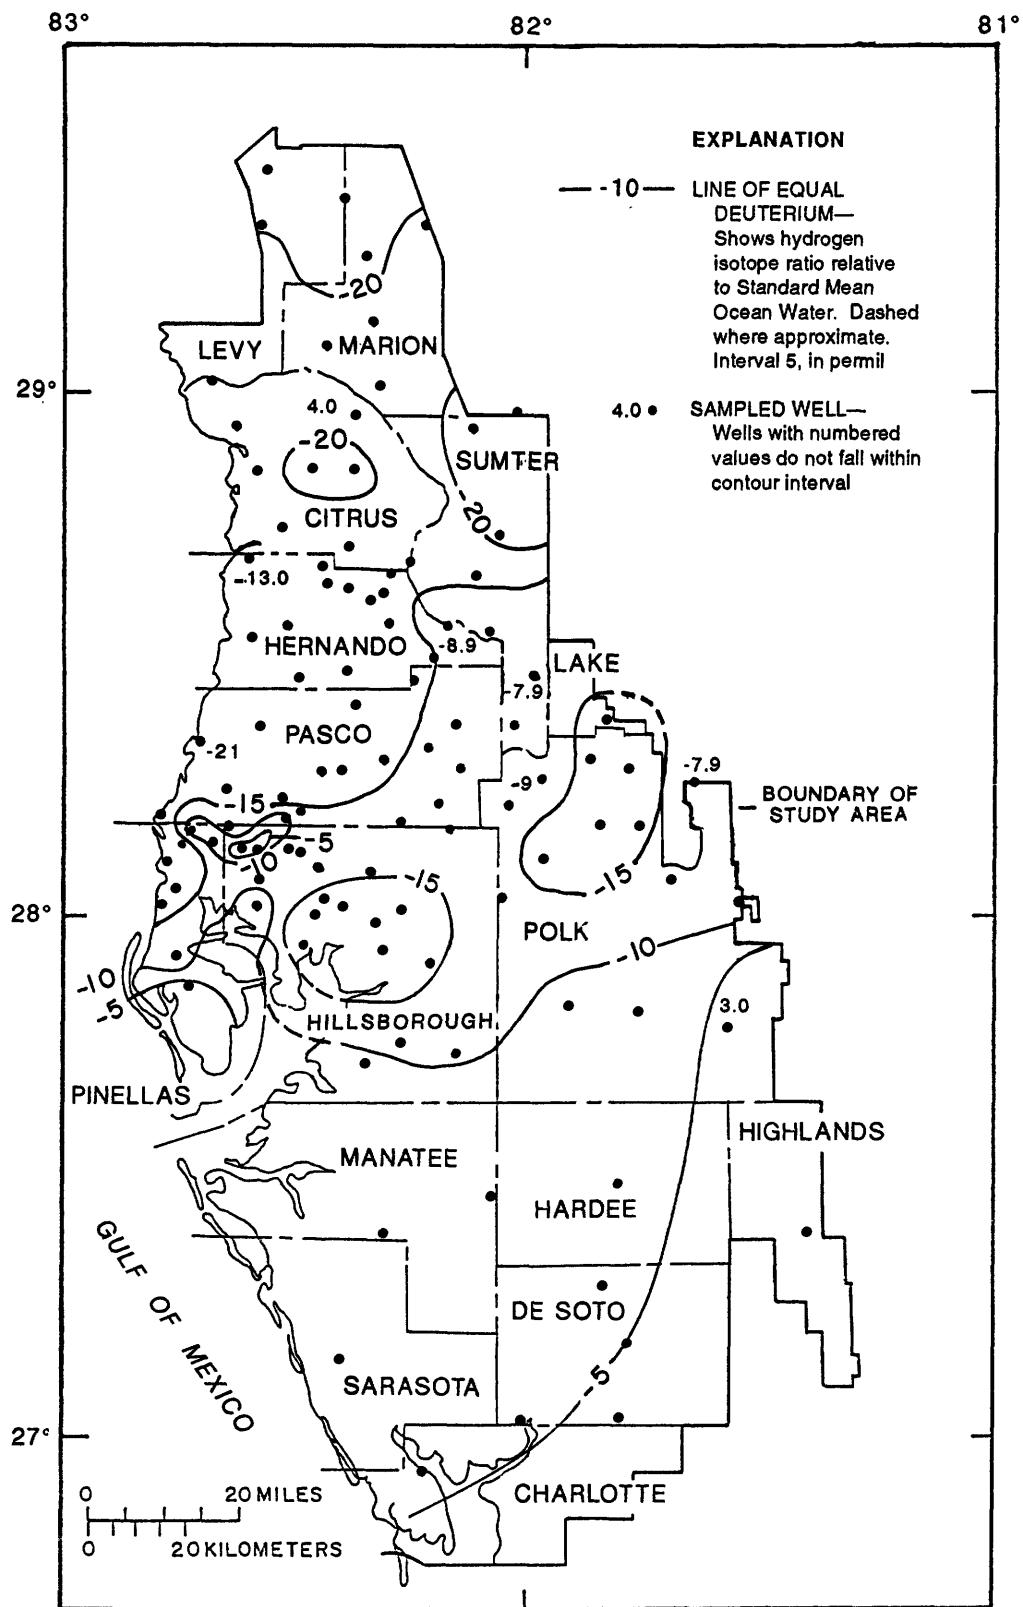 83° 82° 81°
EXPLANATION
-10 LINE OF EQUAL
DEUTERIUM—
Shows hydrogen
isotope ratio relative
to Standard Mean
Ocean Water. Dashed
where approximate.
Interval 5, in permil
4.0 SAMPLED WELL—
Wells with numbered
values do not fall within
contour interval
-20
LEVY
MARION
29°
4.0
-20
SUMTER
CITRUS
20
-13.0
HERNANDO
-8.9
LAKE
-7.9
PASCO
-21
-7.9
-9
BOUNDARY OF
STUDY AREA
-15
-5
-10
-15
-15
28°
POLK
-10
-10
-5
3.0
HILLSBOROUGH
PINELLAS
HIGHLANDS
MANATEE
HARDEE
GULF OF MEXICO
DE SOTO
-5
SARASOTA
27°
CHARLOTTE
0 20 MILES
0 20 KILOMETERS